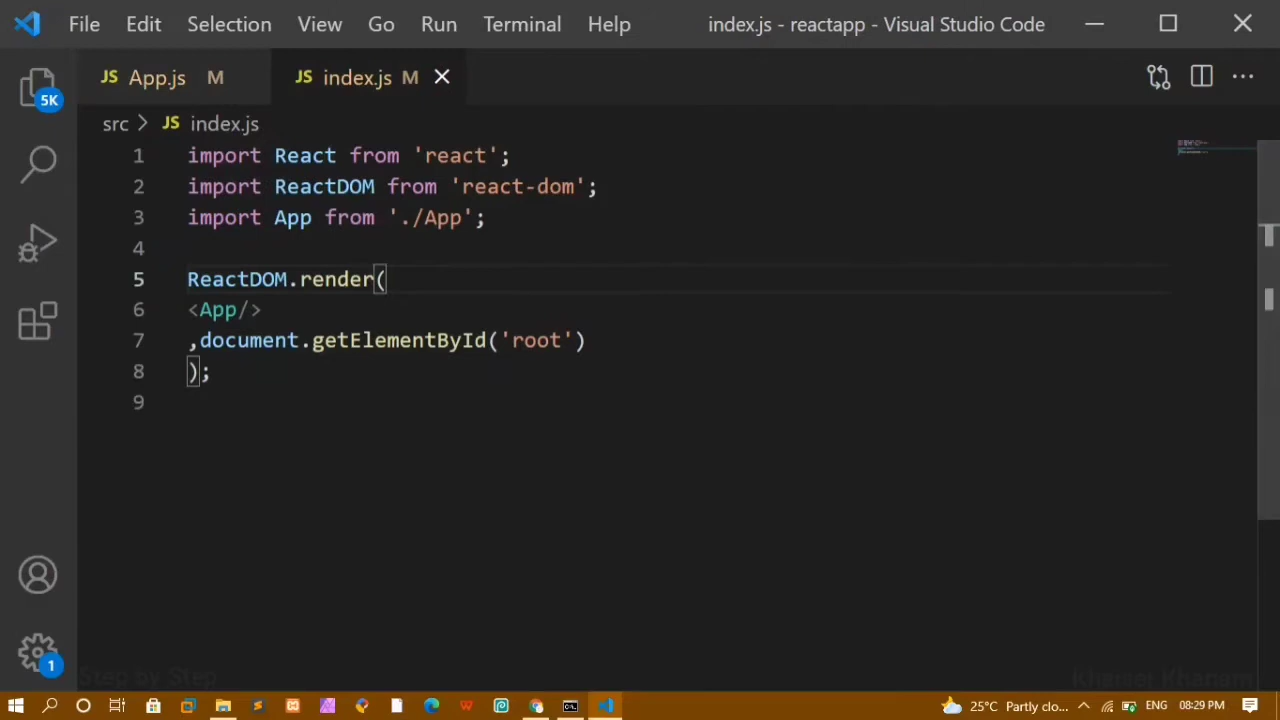 File Edit Selection View Go Run Terminal Help index.js - reactapp - Visual Studio Code
JS App.js M JS index.js M
5K
src > JS index.js
1 import React from 'react';
2 import ReactDOM from 'react-dom';
3 import App from './App';
4
5 ReactDOM.render(
6 <App/>
7 ,document.getElementById('root')
8 );
9
1
Step by Step
25°C Partly clo... ENG 08:29 PM